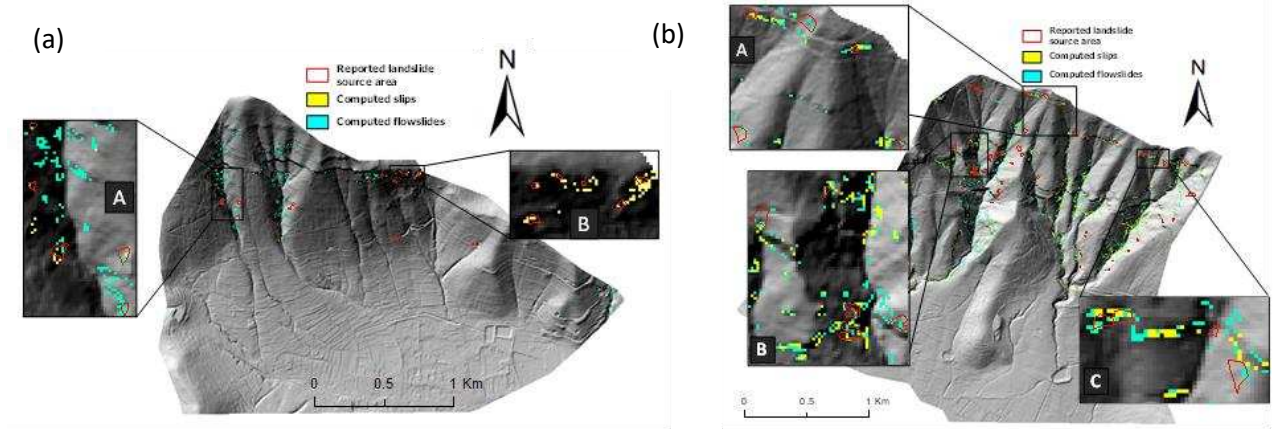 (a)
N
Reported landslide
source area
Computed slips
Computed flowslides
A
B
0 0.5 1 Km
(b)
A
Reported landslide
source area
Computed slips
Computed flowslides
N
B
C
0 0.5 1 Km